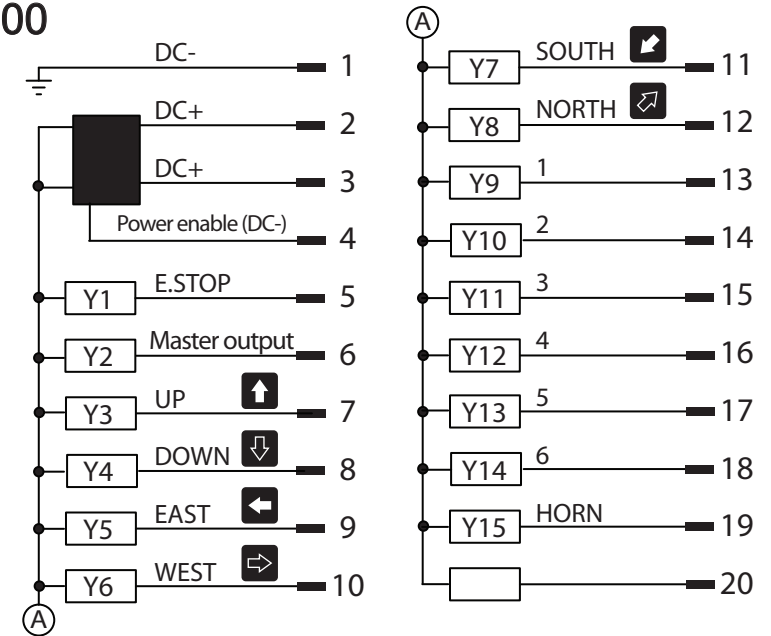 00
DC- 1
DC+ 2
DC+ 3
Power enable (DC-) 4
Y1 E.STOP 5
Y2 Master output 6
Y3 UP 7
Y4 DOWN 8
Y5 EAST 9
Y6 WEST 10
A
A
Y7 SOUTH 11
Y8 NORTH 12
Y9 1 13
Y10 2 14
Y11 3 15
Y12 4 16
Y13 5 17
Y14 6 18
Y15 HORN 19
20